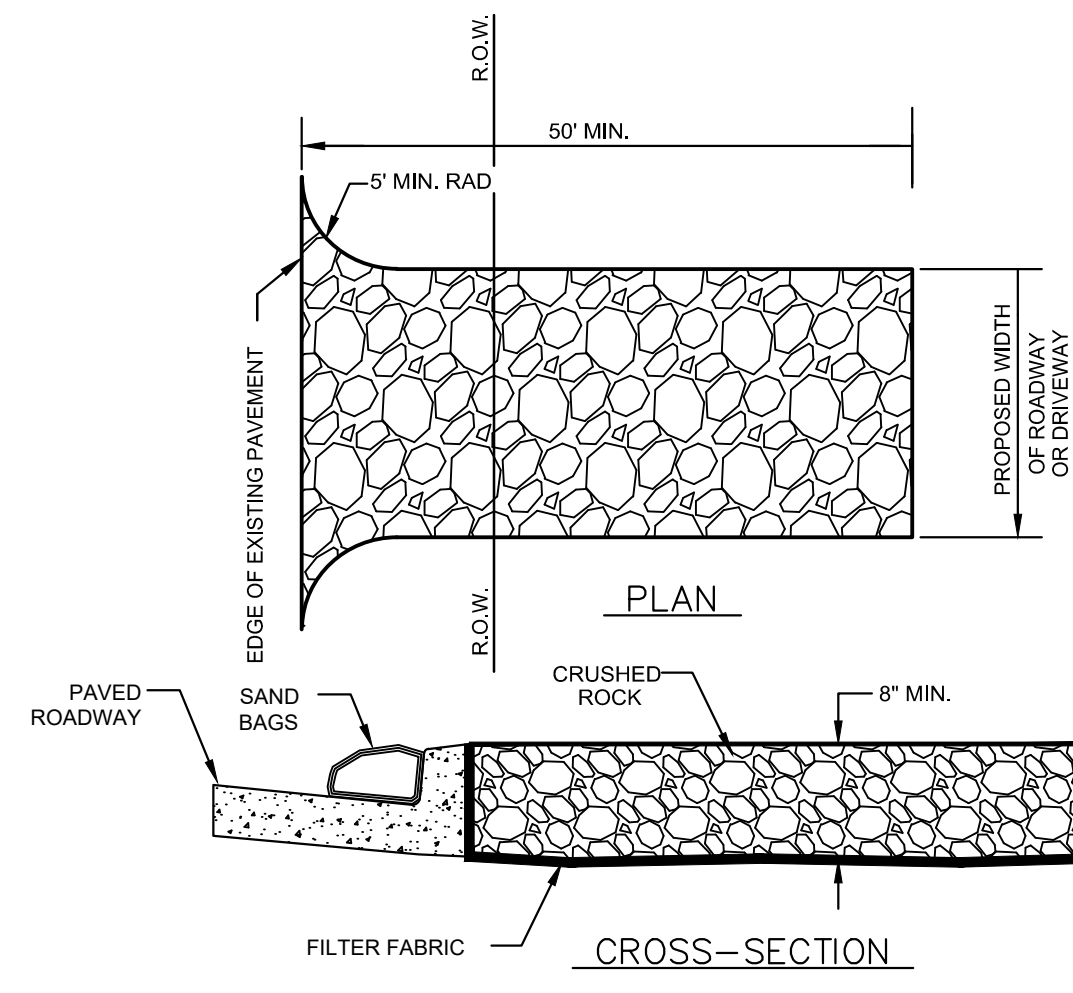 R.O.W.
50' MIN.
5' MIN. RAD
EDGE OF EXISTING PAVEMENT
PROPOSED WIDTH
OF ROADWAY
OR DRIVEWAY
R.O.W.
PLAN
PAVED
ROADWAY
SAND
BAGS
CRUSHED
ROCK
8" MIN.
FILTER FABRIC
CROSS-SECTION